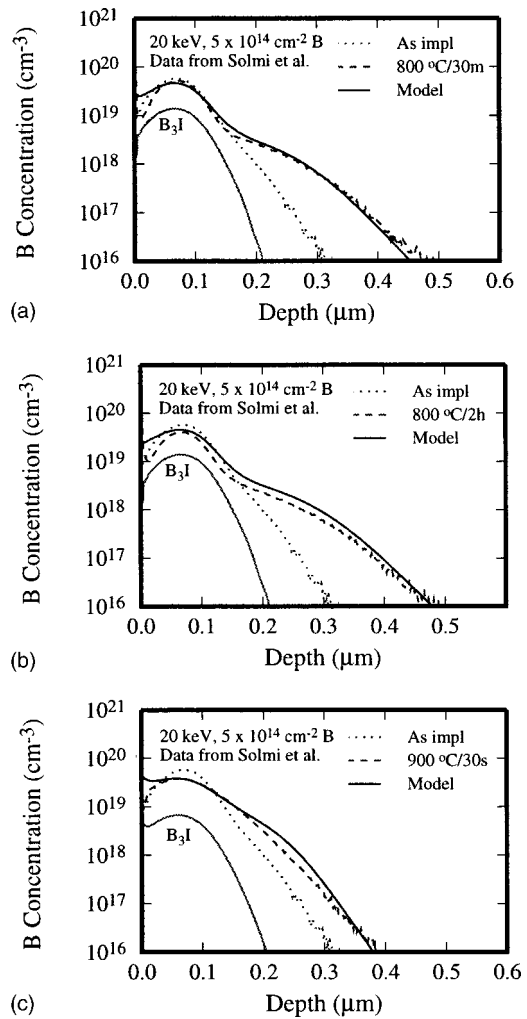 20 keV, 5 x 10^14 cm^-2 B
Data from Solmi et al.
As impl
800 °C/30m
Model
B3I
10^21
10^20
10^19
10^18
10^17
10^16
B Concentration (cm^-3)
0.0 0.1 0.2 0.3 0.4 0.5 0.6
Depth (μm)
(a)
20 keV, 5 x 10^14 cm^-2 B
Data from Solmi et al.
As impl
800 °C/2h
Model
B3I
10^21
10^20
10^19
10^18
10^17
10^16
B Concentration (cm^-3)
0.0 0.1 0.2 0.3 0.4 0.5
Depth (μm)
(b)
20 keV, 5 x 10^14 cm^-2 B
Data from Solmi et al.
As impl
900 °C/30s
Model
B3I
10^21
10^20
10^19
10^18
10^17
10^16
B Concentration (cm^-3)
0.0 0.1 0.2 0.3 0.4 0.5 0.6
Depth (μm)
(c)